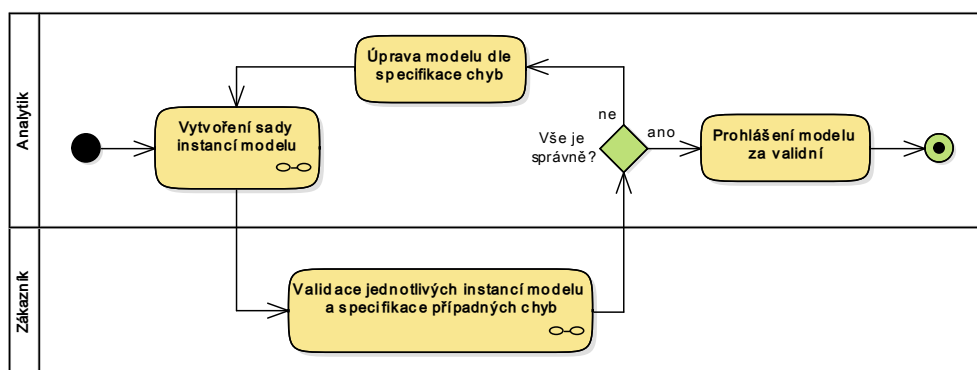 Analytik
Úprava modelu dle
specifikace chyb
Vytvoření sady
instancí modelu
ne
Vše je
správně?
ano
Prohlášení modelu
za validní
Zákazník
Validace jednotlivých instancí modelu
a specifikace případných chyb